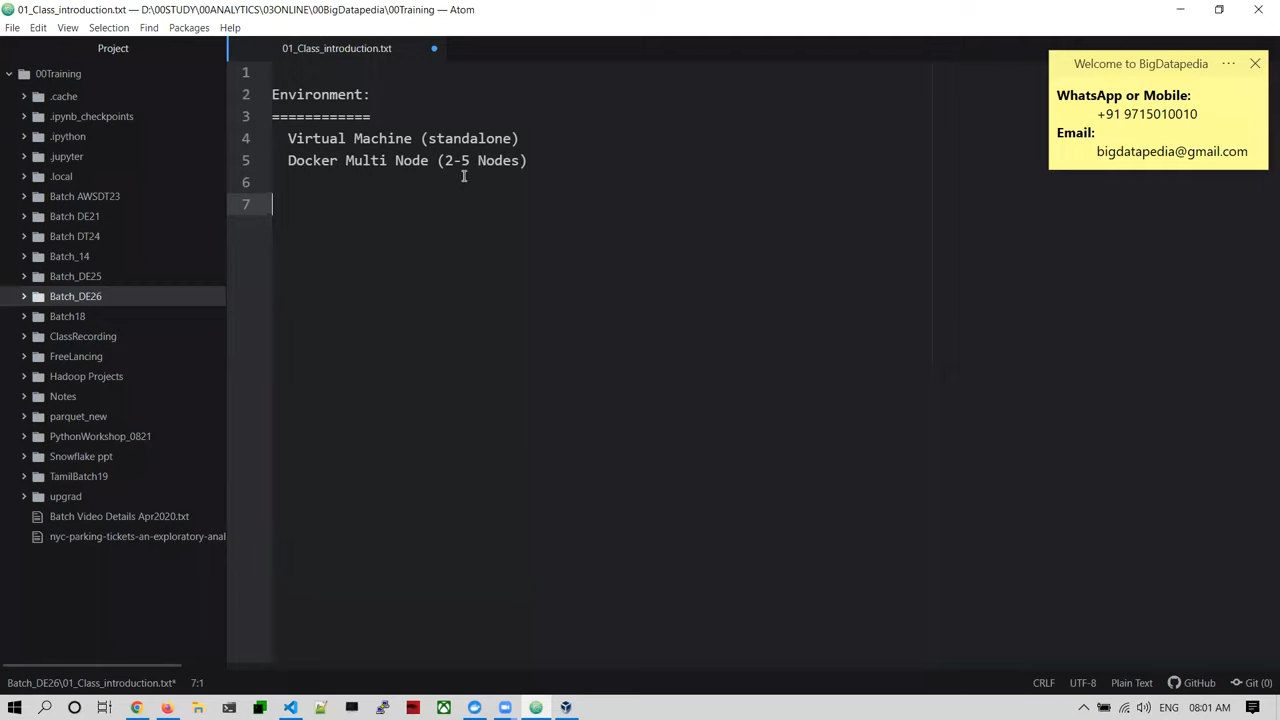 01_Class_introduction.txt — D:\00STUDY\00ANALYTICS\03ONLINE\00BigDatapedia\00Training — Atom
File Edit View Selection Find Packages Help
Project
01_Class_introduction.txt
00Training
.cache
.ipynb_checkpoints
.ipython
.jupyter
.local
Batch AWSDT23
Batch DE21
Batch DT24
Batch_14
Batch_DE25
Batch_DE26
Batch18
ClassRecording
FreeLancing
Hadoop Projects
Notes
parquet_new
PythonWorkshop_0821
Snowflake ppt
TamilBatch19
upgrad
Batch Video Details Apr2020.txt
nyc-parking-tickets-an-exploratory-anal
1
2 Environment:
3 ============
4 Virtual Machine (standalone)
5 Docker Multi Node (2-5 Nodes)
6
7
Welcome to BigDatapedia
WhatsApp or Mobile:
+91 9715010010
Email:
bigdatapedia@gmail.com
Batch_DE26\01_Class_introduction.txt* 7:1
CRLF UTF-8 Plain Text GitHub Git (0)
ENG 08:01 AM